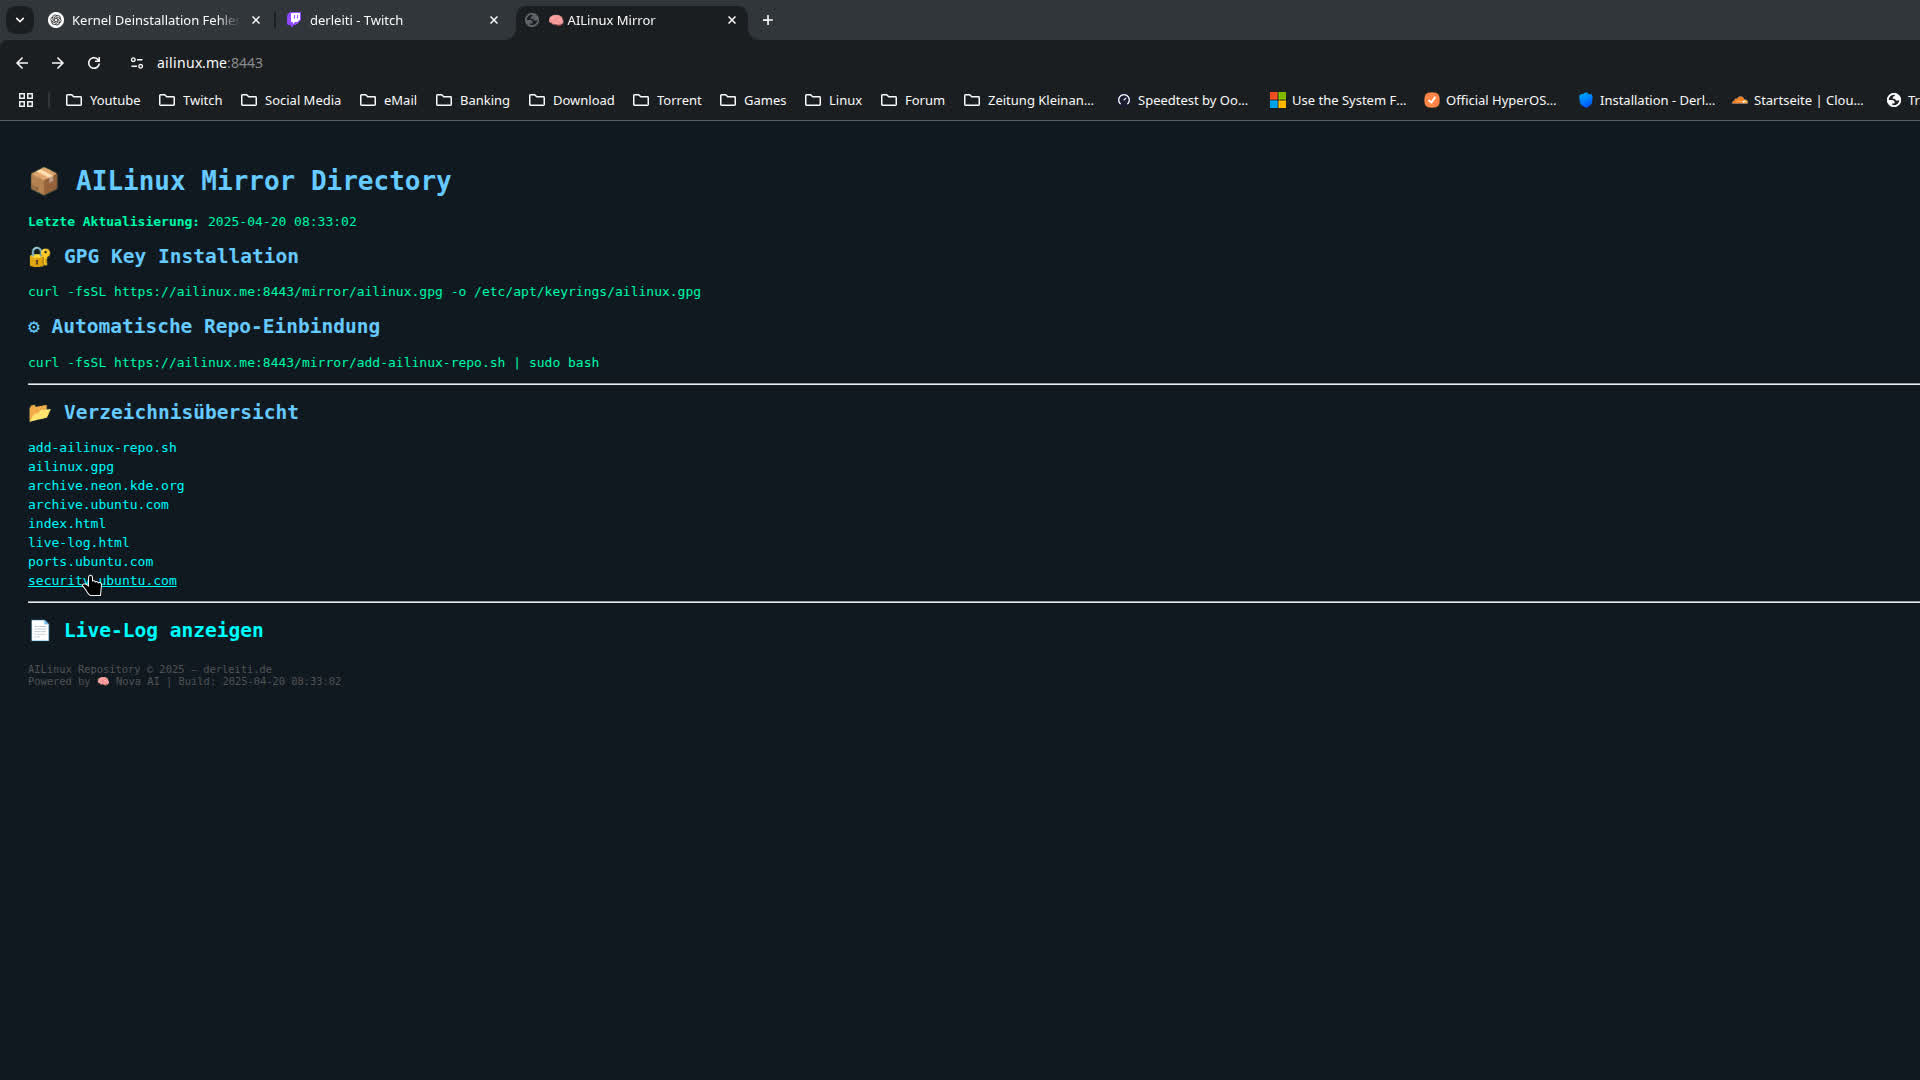 Kernel Deinstallation Fehle
derleiti - Twitch
AILinux Mirror
ailinux.me:8443
Youtube
Twitch
Social Media
eMail
Banking
Download
Torrent
Games
Linux
Forum
Zeitung Kleinan...
Speedtest by Oo...
Use the System F...
Official HyperOS...
Installation - Derl...
Startseite | Clou...
Tr
AILinux Mirror Directory
Letzte Aktualisierung: 2025-04-20 08:33:02
GPG Key Installation
curl -fsSL https://ailinux.me:8443/mirror/ailinux.gpg -o /etc/apt/keyrings/ailinux.gpg
Automatische Repo-Einbindung
curl -fsSL https://ailinux.me:8443/mirror/add-ailinux-repo.sh | sudo bash
Verzeichnisübersicht
add-ailinux-repo.sh
ailinux.gpg
archive.neon.kde.org
archive.ubuntu.com
index.html
live-log.html
ports.ubuntu.com
security.ubuntu.com
Live-Log anzeigen
AILinux Repository © 2025 — derleiti.de
Powered by Nova AI | Build: 2025-04-20 08:33:02